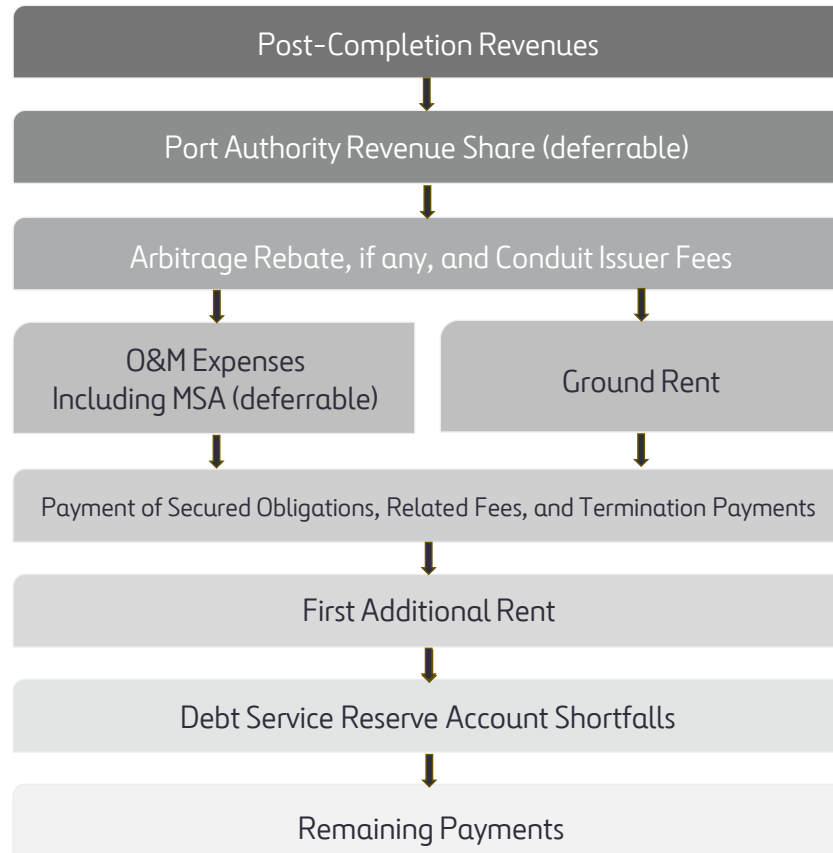 Post-Completion Revenues
Port Authority Revenue Share (deferrable)
Arbitrage Rebate, if any, and Conduit Issuer Fees
O&M Expenses
Including MSA (deferrable)
Ground Rent
Payment of Secured Obligations, Related Fees, and Termination Payments
First Additional Rent
Debt Service Reserve Account Shortfalls
Remaining Payments